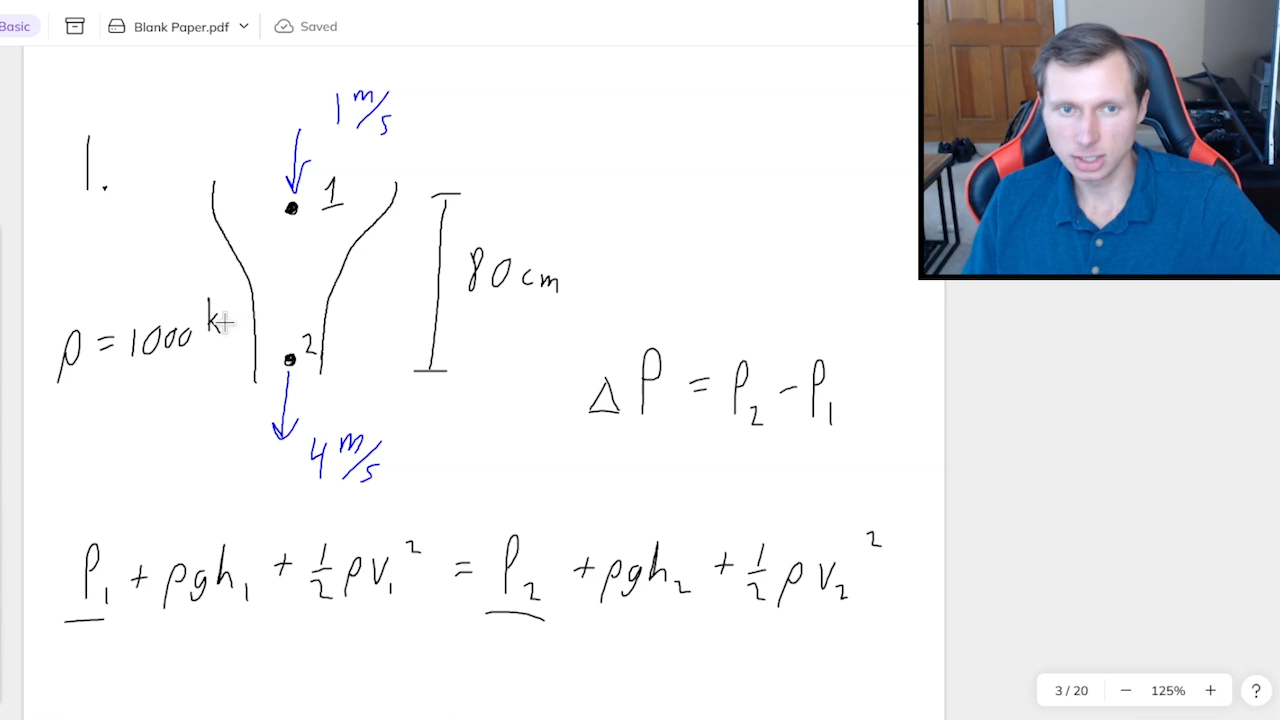 Basic Blank Paper.pdf Saved
1 m/s
1.
1
80 cm
ρ = 1000 k
2
Δ P = P₂ - P₁
4 m/s
P₁ + ρgh₁ + ½ ρv₁² = P₂ + ρgh₂ + ½ ρv₂²
3 / 20 − 125% + ?